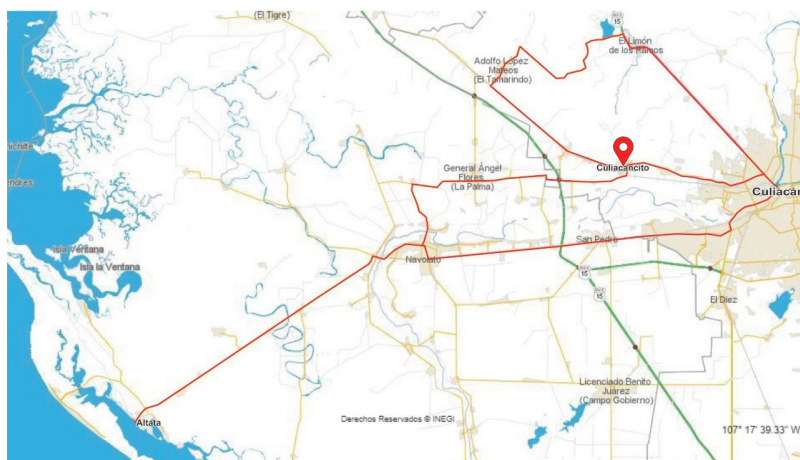 (El Tigre)
15
El Limón
de los Ramos
Adolfo López
Mateos
(El Tamarindo)
Culiacancito
General Ángel
Flores
(La Palma)
Culiacán
Isla Ventana
Isla la Ventana
Navolato
San Pedro
15
15
El Diez
Licenciado Benito
Juárez
(Campo Gobierno)
Altata
Derechos Reservados © INEGI
107° 17' 39.33" W